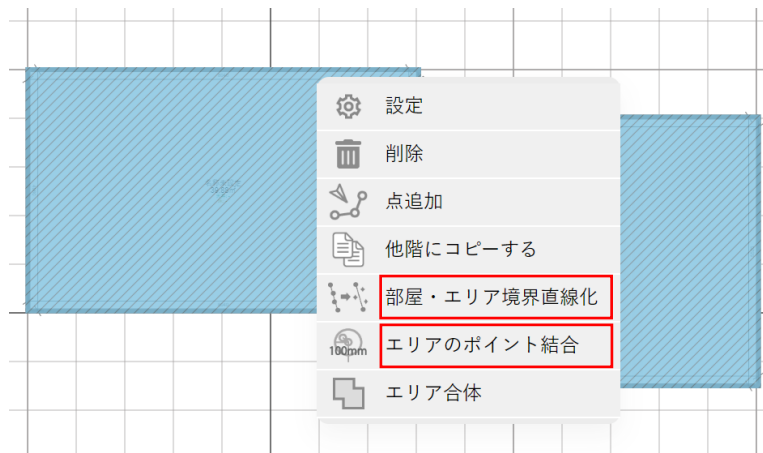 設定
削除
点追加
他階にコピーする
部屋・エリア境界直線化
100mm
エリアのポイント結合
エリア合体